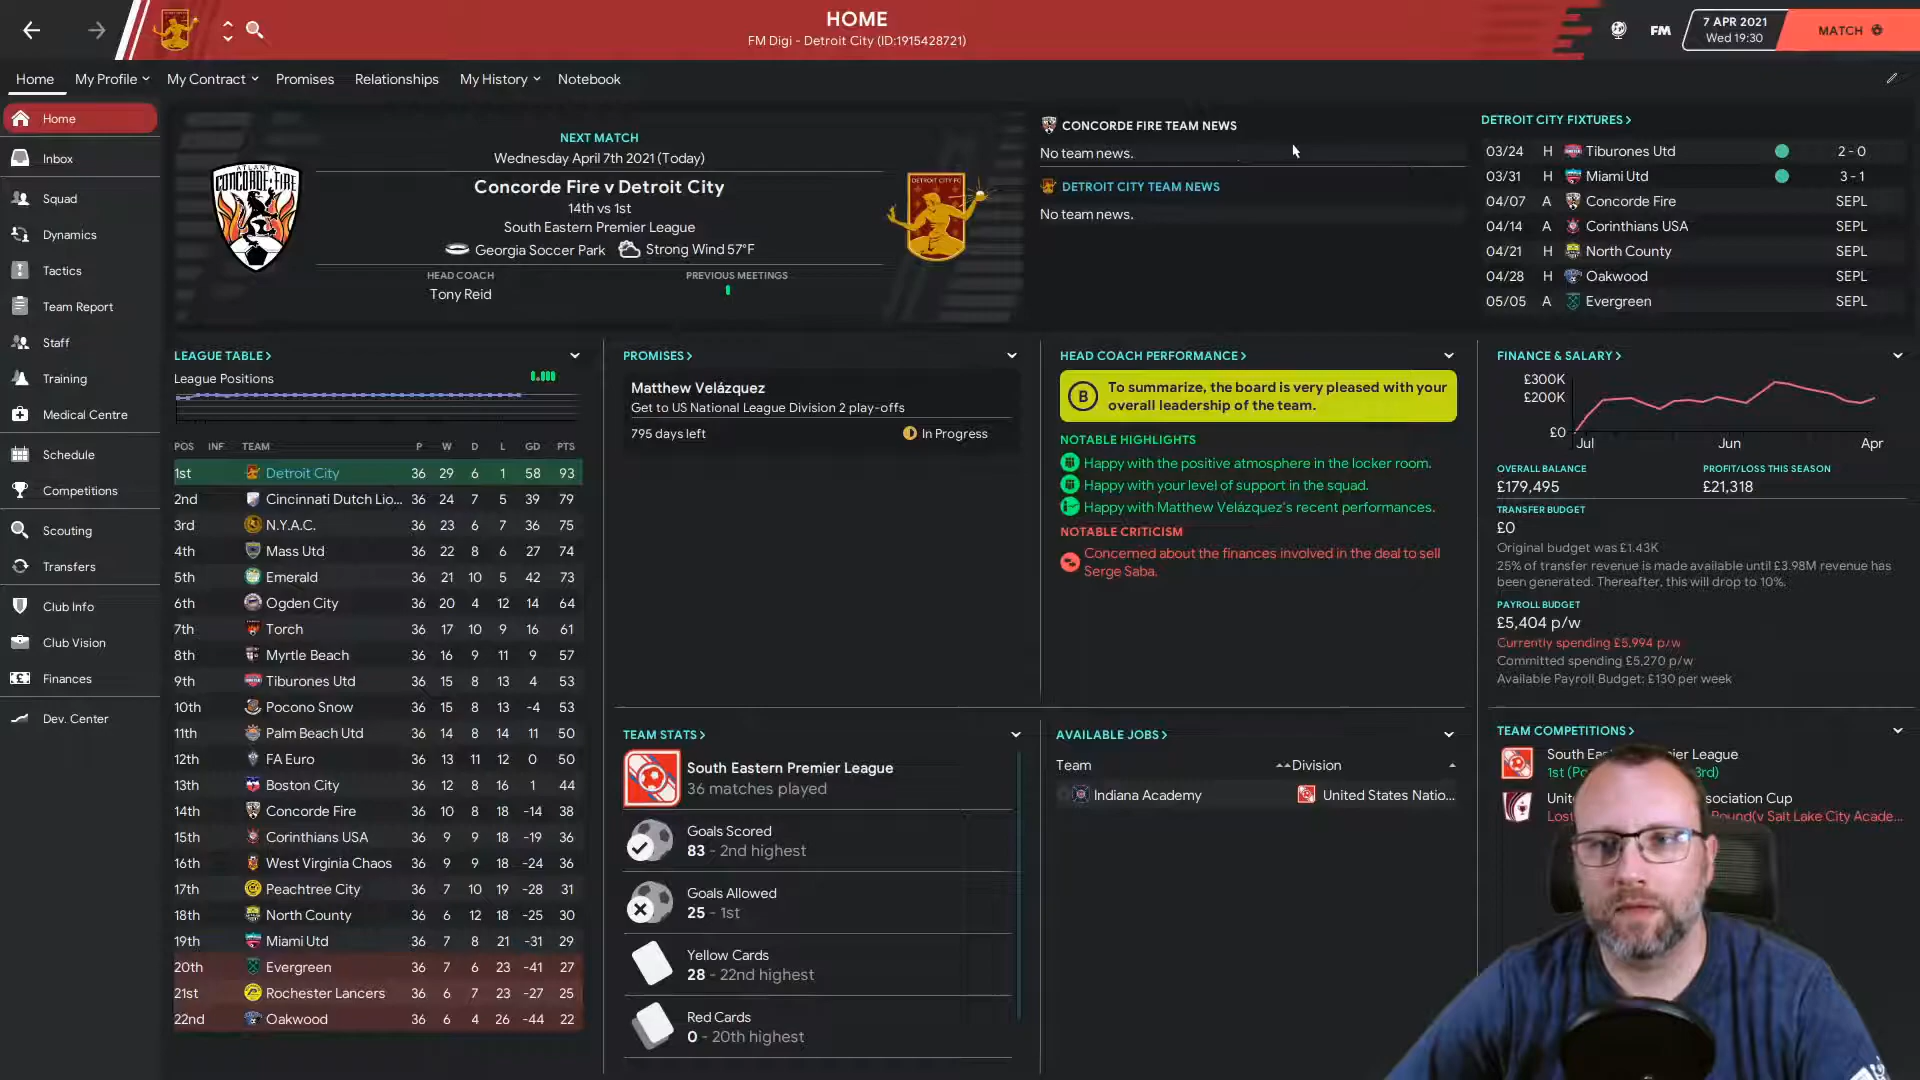 HOME
FM Digi - Detroit City (ID:1915428721)
FM
7 APR 2021
Wed 19:30
MATCH
Home
My Profile
My Contract
Promises
Relationships
My History
Notebook
Home
Inbox
Squad
Dynamics
Tactics
Team Report
Staff
Training
Medical Centre
Schedule
Competitions
Scouting
Transfers
Club Info
Club Vision
Finances
Dev. Center
ATLANTA
CONCORDE FIRE
NEXT MATCH
Wednesday April 7th 2021 (Today)
Concorde Fire v Detroit City
14th vs 1st
South Eastern Premier League
Georgia Soccer Park
Strong Wind 57°F
HEAD COACH
Tony Reid
PREVIOUS MEETINGS
DETROIT CITY FC
CONCORDE FIRE TEAM NEWS
No team news.
DETROIT CITY TEAM NEWS
No team news.
DETROIT CITY FIXTURES >
03/24 H Tiburones Utd 2 - 0
03/31 H Miami Utd 3 - 1
04/07 A Concorde Fire SEPL
04/14 A Corinthians USA SEPL
04/21 H North County SEPL
04/28 H Oakwood SEPL
05/05 A Evergreen SEPL
LEAGUE TABLE >
League Positions
POS INF TEAM P W D L GD PTS
1st Detroit City 36 29 6 1 58 93
2nd Cincinnati Dutch Lio... 36 24 7 5 39 79
3rd N.Y.A.C. 36 23 6 7 36 75
4th Mass Utd 36 22 8 6 27 74
5th Emerald 36 21 10 5 42 73
6th Ogden City 36 20 4 12 14 64
7th Torch 36 17 10 9 16 61
8th Myrtle Beach 36 16 9 11 9 57
9th Tiburones Utd 36 15 8 13 4 53
10th Pocono Snow 36 15 8 13 -4 53
11th Palm Beach Utd 36 14 8 14 11 50
12th FA Euro 36 13 11 12 0 50
13th Boston City 36 12 8 16 1 44
14th Concorde Fire 36 10 8 18 -14 38
15th Corinthians USA 36 9 9 18 -19 36
16th West Virginia Chaos 36 9 9 18 -24 36
17th Peachtree City 36 7 10 19 -28 31
18th North County 36 6 12 18 -25 30
19th Miami Utd 36 7 8 21 -31 29
20th Evergreen 36 7 6 23 -41 27
21st Rochester Lancers 36 6 7 23 -27 25
22nd Oakwood 36 6 4 26 -44 22
PROMISES >
Matthew Velázquez
Get to US National League Division 2 play-offs
795 days left
In Progress
HEAD COACH PERFORMANCE >
B
To summarize, the board is very pleased with your
overall leadership of the team.
NOTABLE HIGHLIGHTS
Happy with the positive atmosphere in the locker room.
Happy with your level of support in the squad.
Happy with Matthew Velázquez's recent performances.
NOTABLE CRITICISM
Concerned about the finances involved in the deal to sell
Serge Saba.
FINANCE & SALARY >
£300K
£200K
£0
Jul
Jun
Apr
OVERALL BALANCE
£179,495
PROFIT/LOSS THIS SEASON
£21,318
TRANSFER BUDGET
£0
Original budget was £1.43K
25% of transfer revenue is made available until £3.98M revenue has
been generated. Thereafter, this will drop to 10%.
PAYROLL BUDGET
£5,404 p/w
Currently spending £5,994 p/w
Committed spending £5,270 p/w
Available Payroll Budget: £130 per week
TEAM STATS >
South Eastern Premier League
36 matches played
Goals Scored
83 - 2nd highest
Goals Allowed
25 - 1st
Yellow Cards
28 - 22nd highest
Red Cards
0 - 20th highest
AVAILABLE JOBS >
Team
Division
Indiana Academy
United States Natio...
TEAM COMPETITIONS >
South Eas
ier League
1st (Po
3rd)
Unit
sociation Cup
Lost
Round(v Salt Lake City Acade...